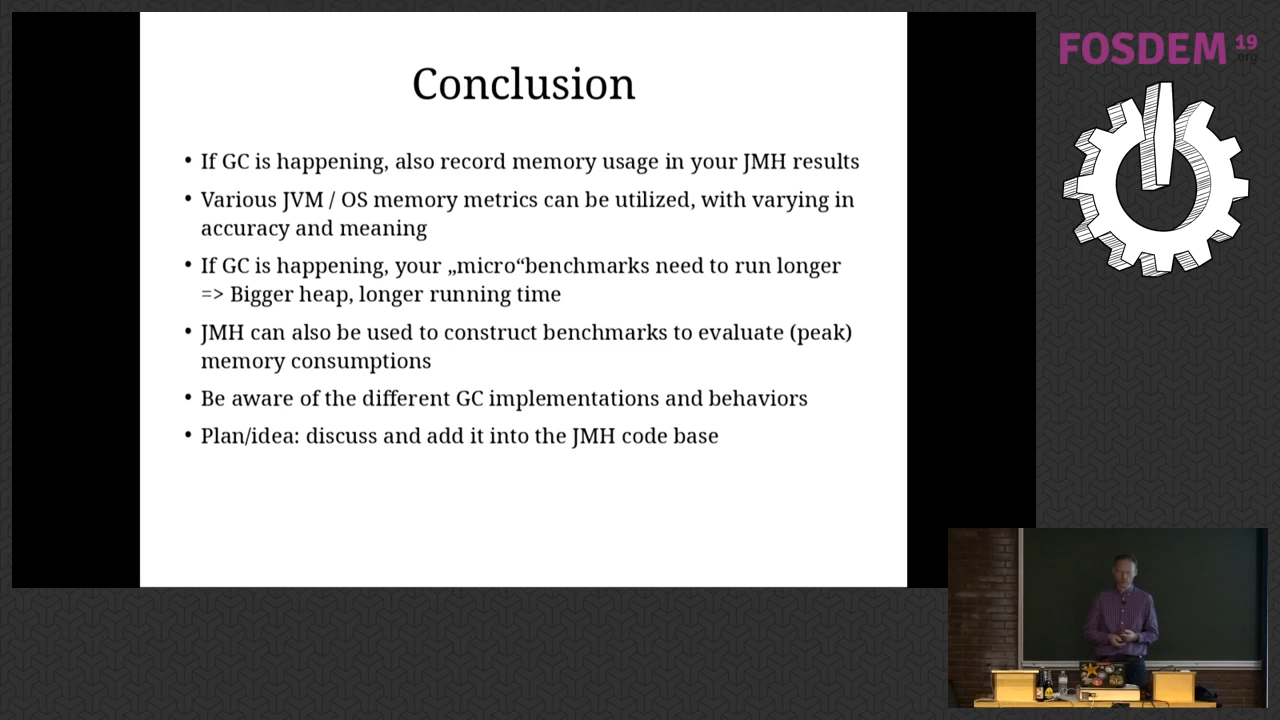 Conclusion
• If GC is happening, also record memory usage in your JMH results
• Various JVM / OS memory metrics can be utilized, with varying in
accuracy and meaning
• If GC is happening, your „micro“benchmarks need to run longer
=> Bigger heap, longer running time
• JMH can also be used to construct benchmarks to evaluate (peak)
memory consumptions
• Be aware of the different GC implementations and behaviors
• Plan/idea: discuss and add it into the JMH code base
FOSDEM 19
.org